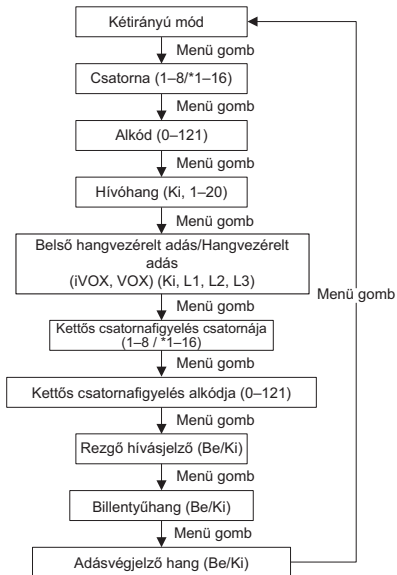 Kétirányú mód
Menü gomb
Csatorna (1–8/*1–16)
Menü gomb
Alkód (0–121)
Menü gomb
Hívóhang (Ki, 1–20)
Menü gomb
Belső hangvezérelt adás/Hangvezérelt
adás
(iVOX, VOX) (Ki, L1, L2, L3)
Menü gomb
Menü gomb
Kettős csatornafigyelés csatornája
(1–8 / *1–16)
Menü gomb
Kettős csatornafigyelés alkódja (0–121)
Menü gomb
Rezgő hívásjelző (Be/Ki)
Menü gomb
Billentyűhang (Be/Ki)
Menü gomb
Adásvégjelző hang (Be/Ki)